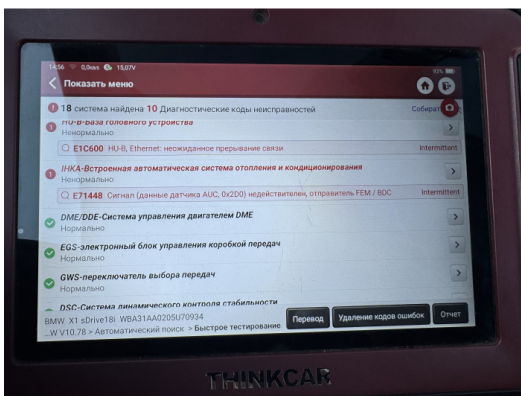 14:56 0,0км/ч 15,07V 93%
Показать меню
18 система найдена 10 Диагностические коды неисправностей Собират
HU-B-База головного устройства
Ненормально
E1C600 HU-B, Ethernet: неожиданное прерывание связи Intermittent
IHKA-Встроенная автоматическая система отопления и кондиционирования
Ненормально
E71448 Сигнал (данные датчика AUC, 0x2D0) недействителен, отправитель FEM / BDC Intermittent
DME/DDE-Система управления двигателем DME
Нормально
EGS-электронный блок управления коробкой передач
Нормально
GWS-переключатель выбора передач
Нормально
DSC-Система динамического контроля стабильности
BMW X1 sDrive18i WBA31AA0205U70934
...W V10.78 > Автоматический поиск > Быстрое тестирование
Перевод Удаление кодов ошибок Отчет
THINKCAR